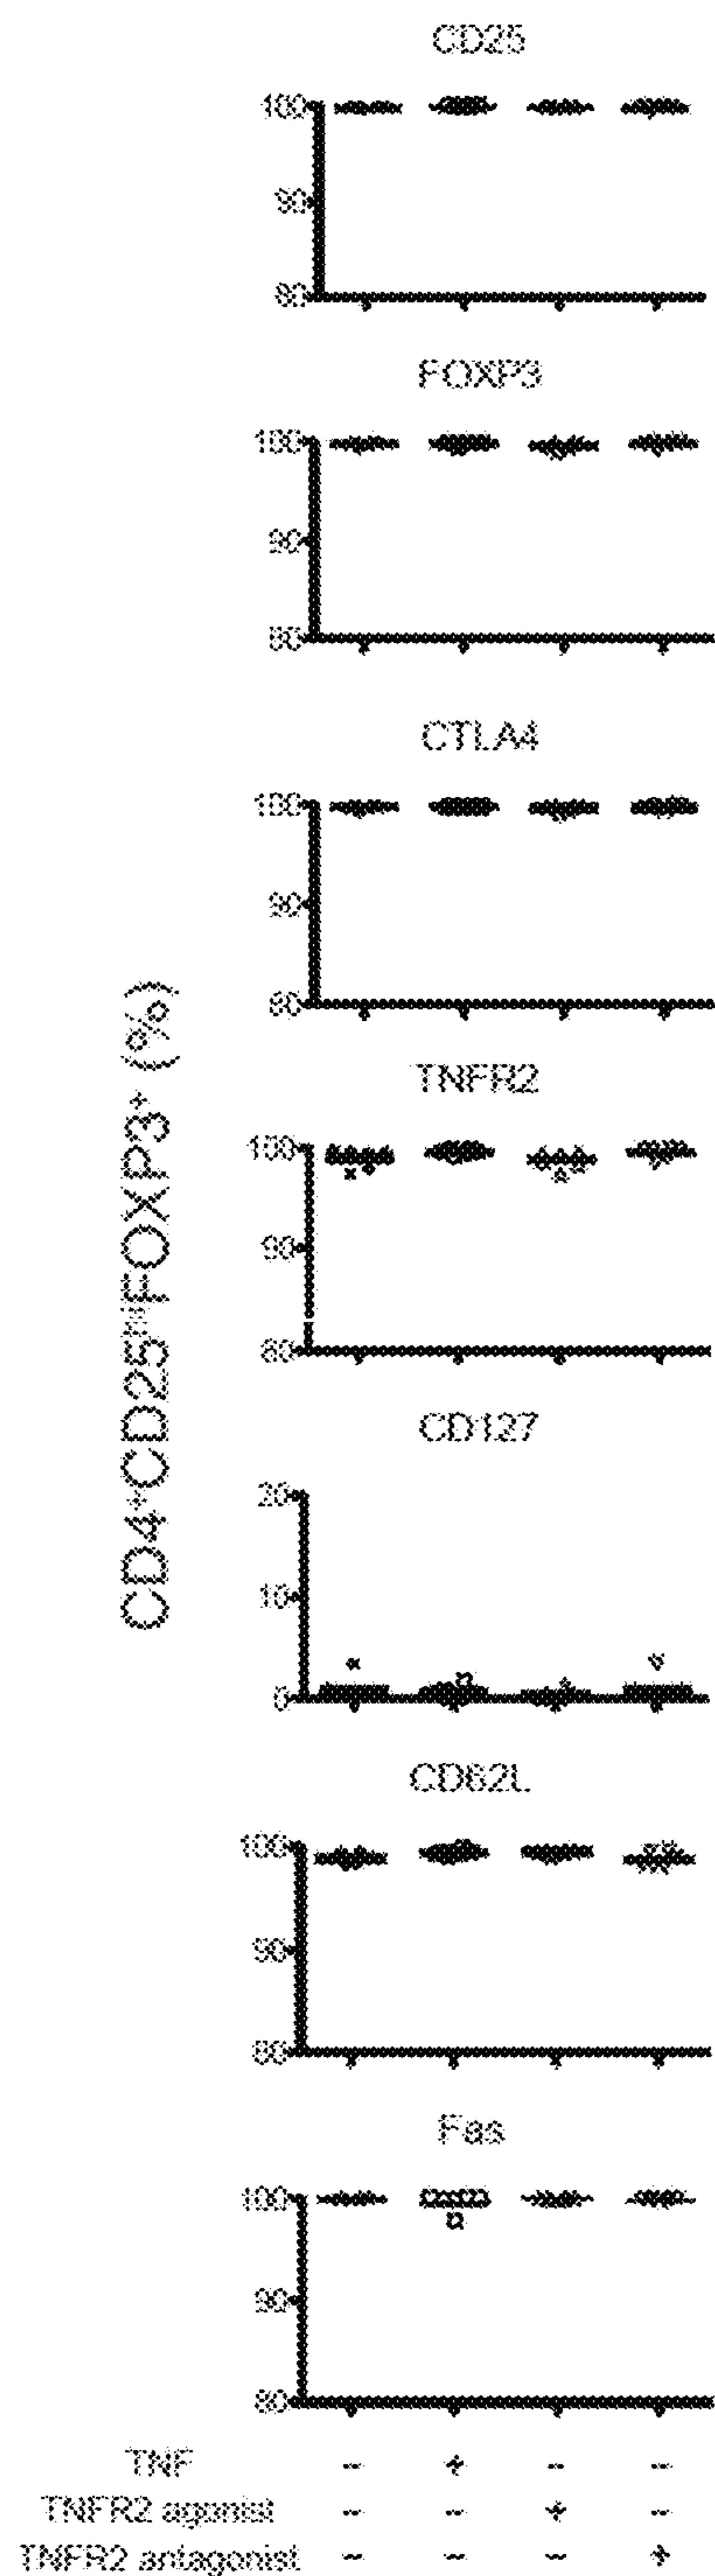 CD25
100
90
80
FOXP3
100
90
80
CTLA4
100
90
80
CD4+CD25hiFOXP3+ (%)
TNFR2
100
90
80
CD127
20
10
0
CD62L
100
90
80
Fas
100
90
80
TNF - + - -
TNFR2 agonist - - + -
TNFR2 antagonist - - - +